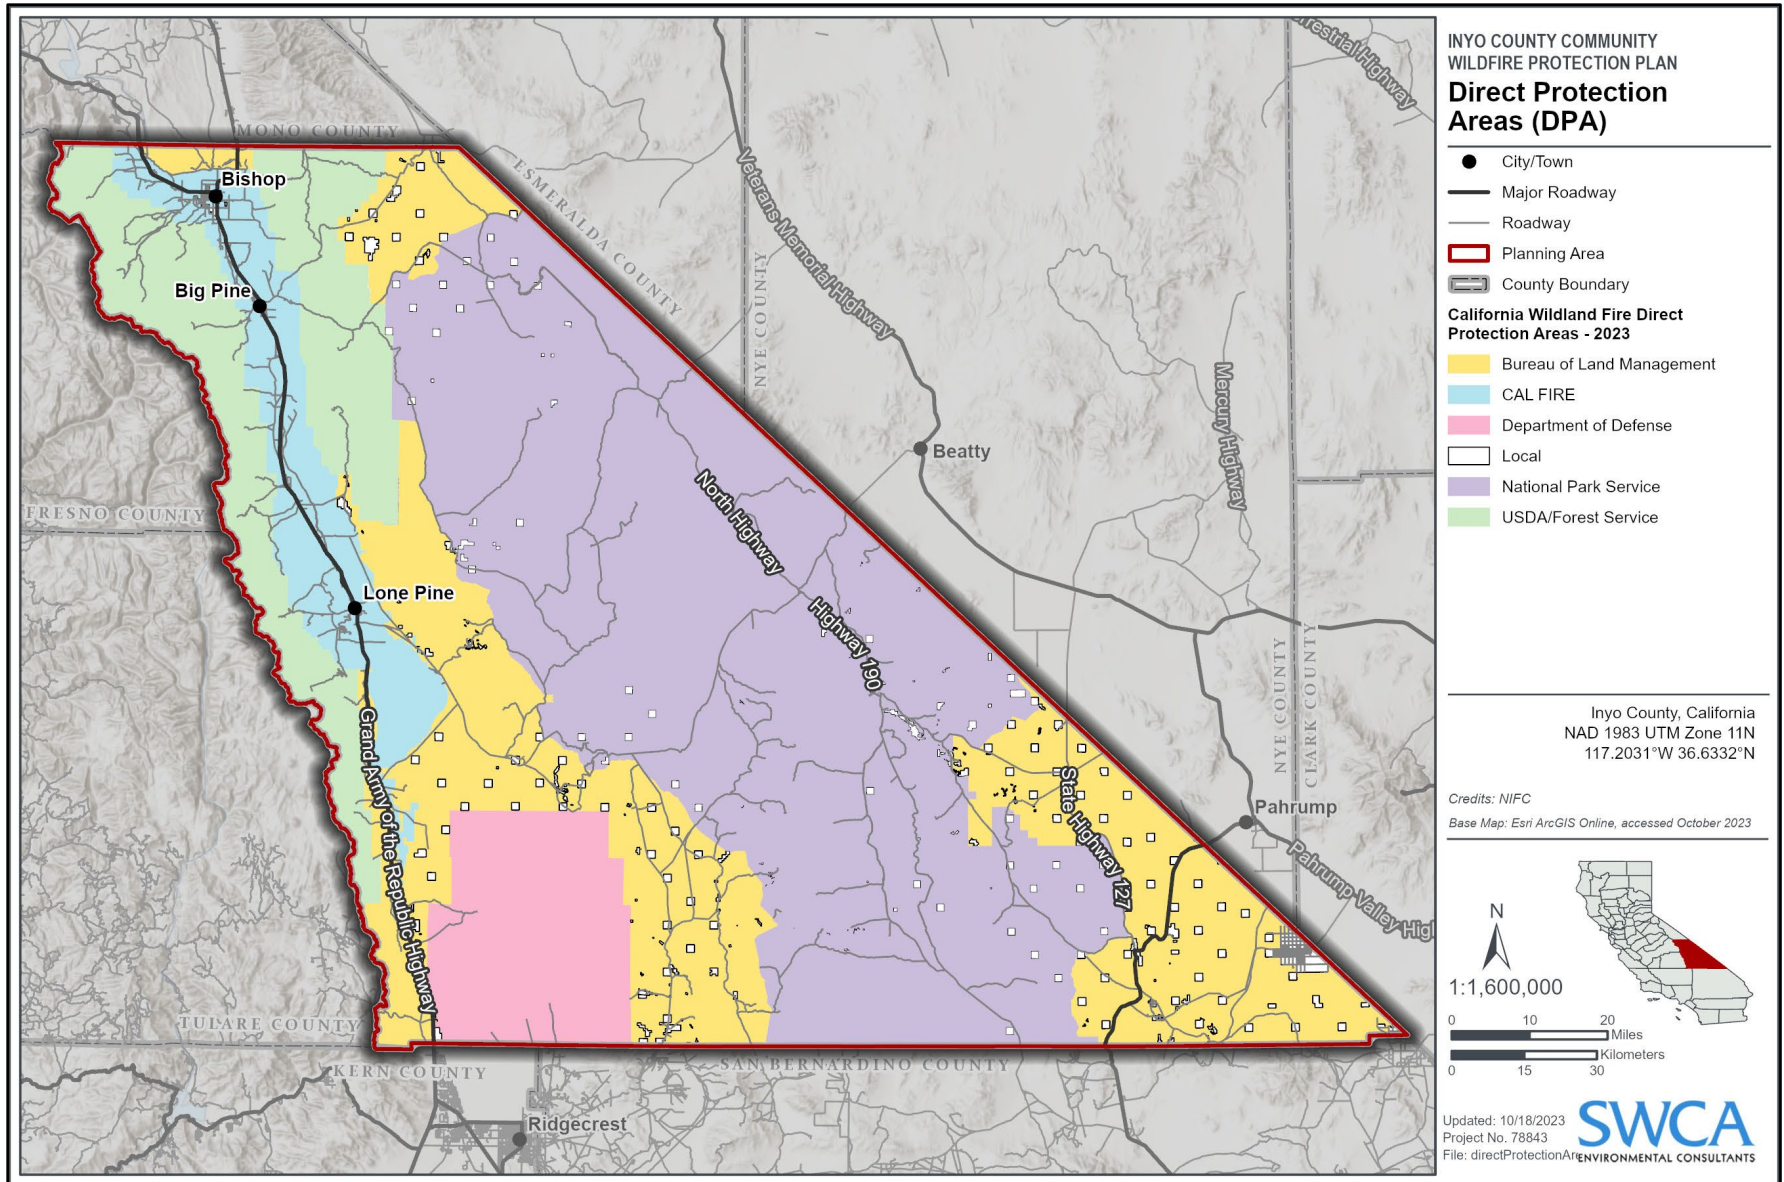 INYO COUNTY COMMUNITY
WILDFIRE PROTECTION PLAN
Direct Protection
Areas (DPA)
City/Town
Major Roadway
Roadway
Planning Area
County Boundary
California Wildland Fire Direct
Protection Areas - 2023
Bureau of Land Management
CAL FIRE
Department of Defense
Local
National Park Service
USDA/Forest Service
Inyo County, California
NAD 1983 UTM Zone 11N
117.2031°W 36.6332°N
Credits: NIFC
Base Map: Esri ArcGIS Online, accessed October 2023
N
1:1,600,000
0 10 20
Miles
Kilometers
0 15 30
Updated: 10/18/2023
Project No. 78843
File: directProtectionAre
SWCA
ENVIRONMENTAL CONSULTANTS
MONO COUNTY
Bishop
ESMERALDA COUNTY
Big Pine
NYE COUNTY
Veterans Memorial Highway
Mercury Highway
Beatty
FRESNO COUNTY
North Highway
Lone Pine
Highway 190
NYE COUNTY
CLARK COUNTY
Grand Army of the Republic Highway
State Highway 127
Pahrump
TULARE COUNTY
KERN COUNTY
SAN BERNARDINO COUNTY
Ridgecrest